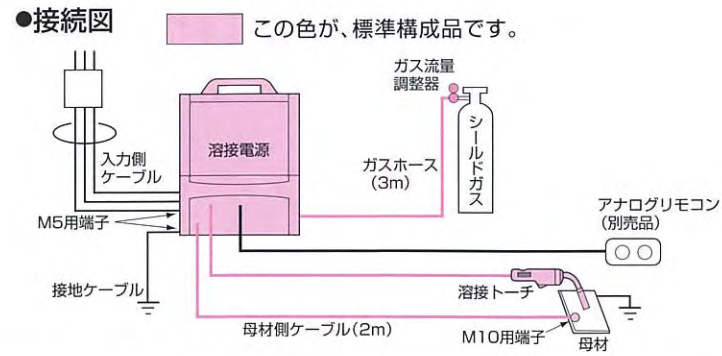 ●接続図
この色が、標準構成品です。
ガス流量
調整器
溶接電源
シールドガス
入力側
ケーブル
ガスホース
(3m)
M5用端子
アナログリモコン
(別売品)
接地ケーブル
溶接トーチ
母材側ケーブル(2m)
M10用端子
母材